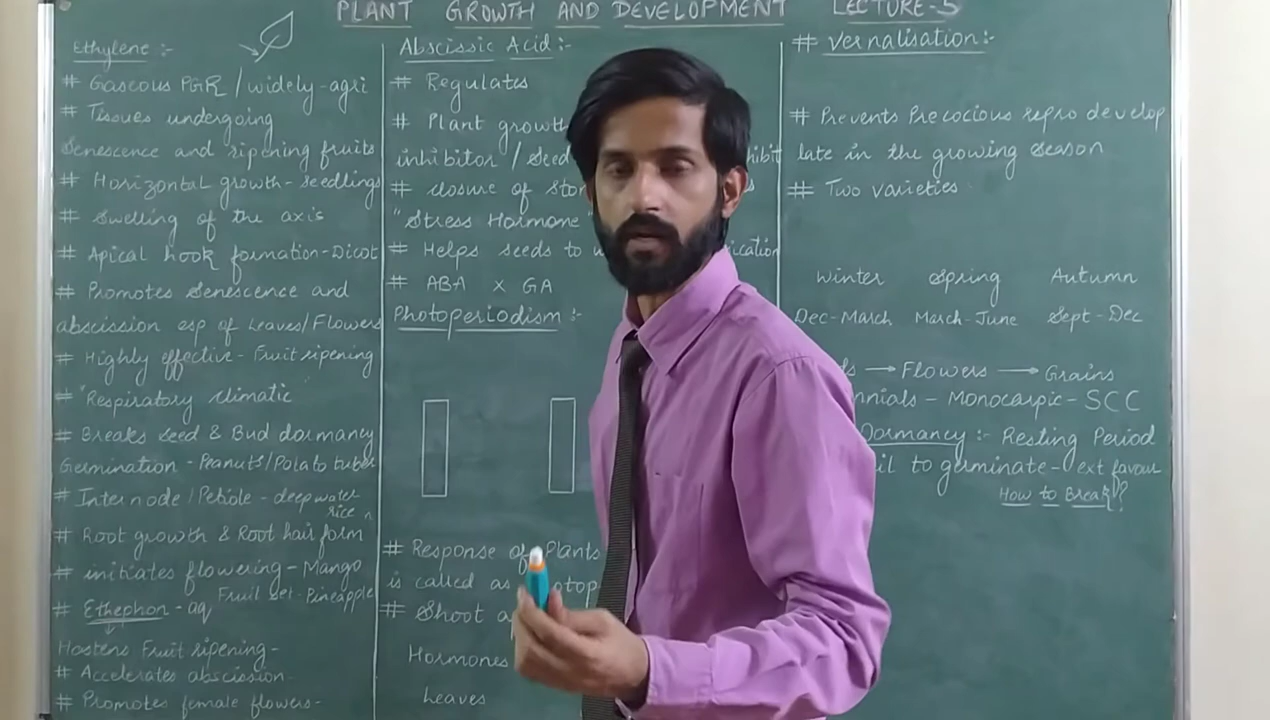 PLANT GROWTH AND DEVELOPMENT LECTURE-5
Ethylene :-
# Gaseous PGR / widely-agri
# Tissues undergoing
Senescence and ripening fruits
# Horizontal growth - seedlings
# Swelling of the axis
# Apical hook formation-Dicot
# Promotes Senescence and
abscission esp of Leaves/Flowers
# Highly effective - Fruit ripening
# "Respiratory climatic
# Breaks seed & Bud dormancy
Germination - Peanuts/Potato tuber
# Internode / Petiole - deep water
rice
# Root growth & Root hair form
# initiates flowering - Mango
Fruit set - Pineapple
# Ethephon - aq
Hastens Fruit ripening -
# Accelerates abscission -
# Promotes female flowers -
Abscissic Acid :-
# Regulates
# Plant growth
inhibitor / Seed
# closure of
"Stress Hormone
# Helps seeds to
# ABA x GA
Photoperiodism :-
# Response of Plants
is called as
# Shoot
Hormones
Leaves
# Vernalisation :-
# Prevents Precocious repro develop
late in the growing season
# Two varieties
Winter Spring Autumn
Dec-March March-June Sept-Dec
→ Flowers → Grains
- Monocarpic - SCC
Dormancy :- Resting Period
to germinate - ext favour
How to Break?